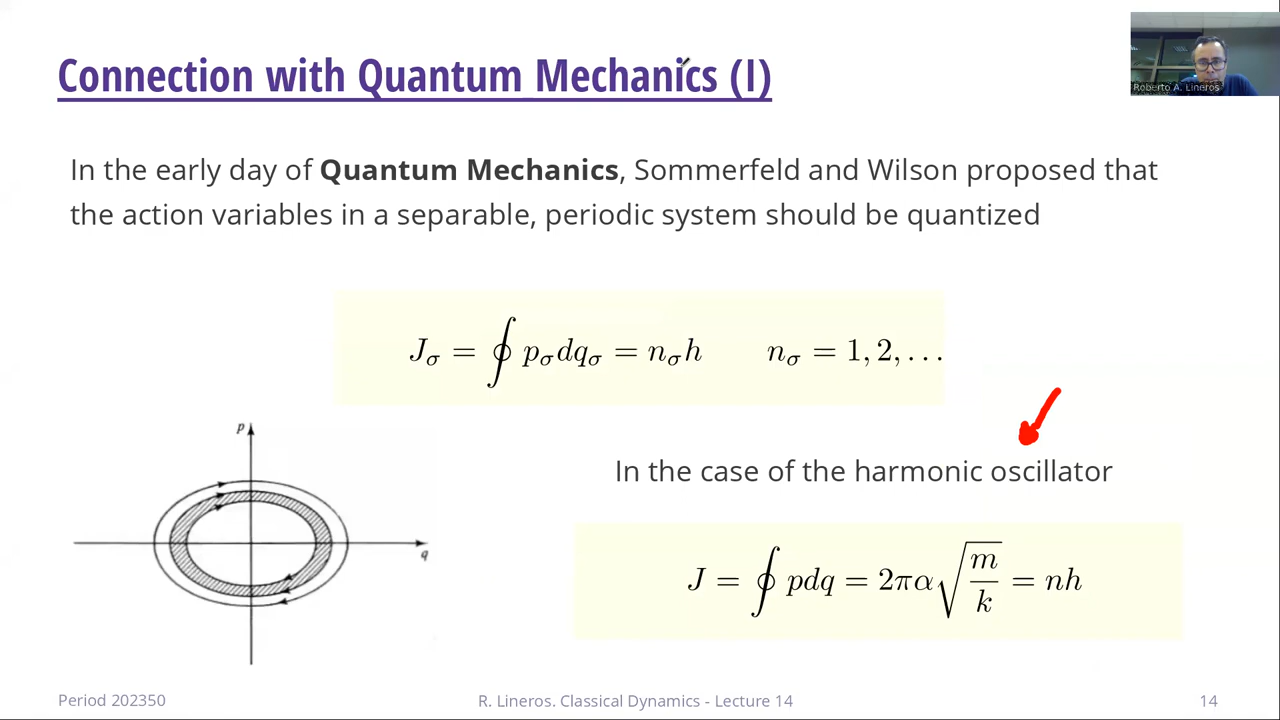 Connection with Quantum Mechanics (I)
Roberto A. Lineros
In the early day of Quantum Mechanics, Sommerfeld and Wilson proposed that
the action variables in a separable, periodic system should be quantized
J_σ = ∮ p_σ dq_σ = n_σ h    n_σ = 1, 2, . . .
p
q
In the case of the harmonic oscillator
J = ∮ pdq = 2πα √(m/k) = nh
Period 202350
R. Lineros. Classical Dynamics - Lecture 14
14